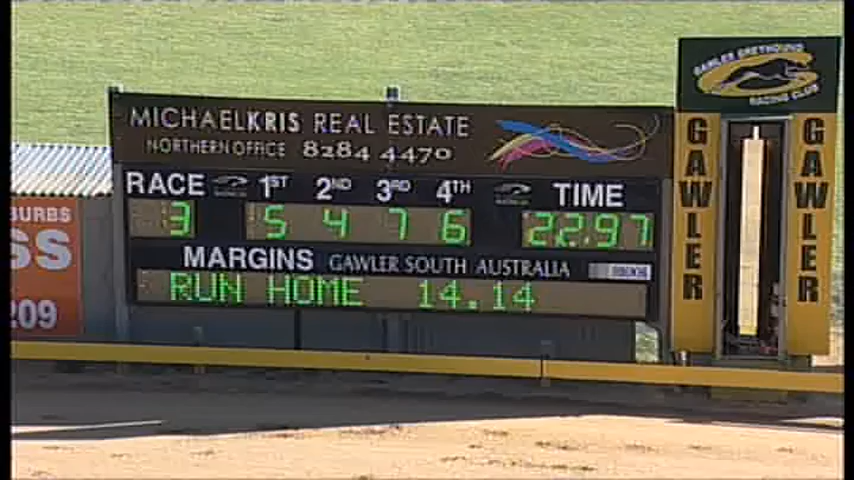 GAWLER GREYHOUND
RACING CLUB
MICHAELKRIS REAL ESTATE
NORTHERN OFFICE 8284 4470
RACE 1ST 2ND 3RD 4TH TIME
3 5 4 7 6 22.97
MARGINS GAWLER SOUTH AUSTRALIA
RUN HOME 14.14
GAWLER
GAWLER
BURBS
SS
209